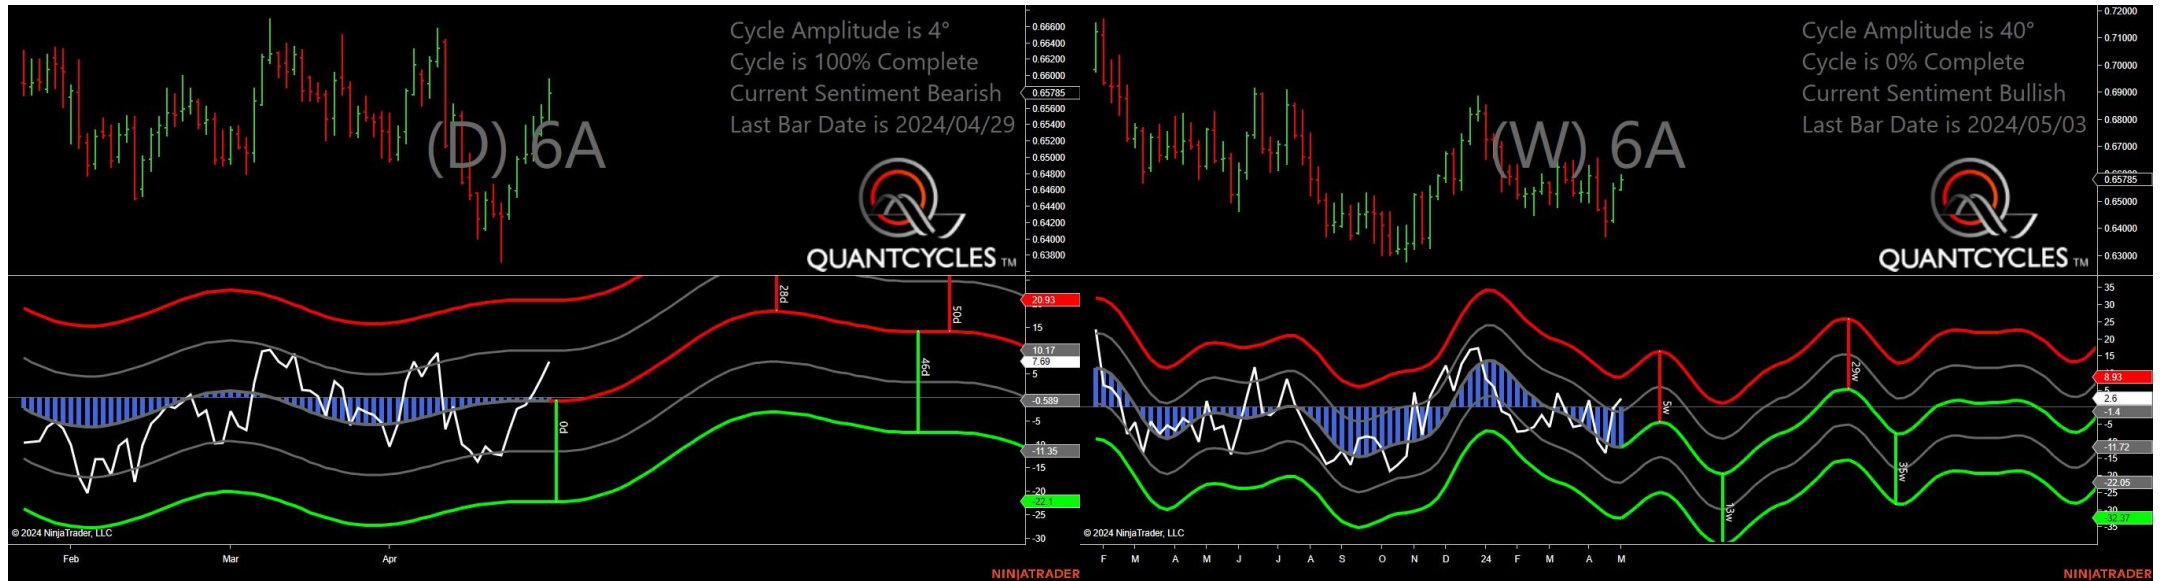 Cycle Amplitude is 4°
Cycle is 100% Complete
Current Sentiment Bearish
Last Bar Date is 2024/04/29
(D) 6A
QUANTCYCLES TM
0.66600
0.66400
0.66200
0.66000
0.65785
0.65600
0.65400
0.65200
0.65000
0.64800
0.64600
0.64400
0.64200
0.64000
0.63800
28d
50d
46d
0d
20.93
15
10.17
7.69
5
-0.589
-5
-11.35
-15
-20
-22.1
-25
-30
© 2024 NinjaTrader, LLC
Feb Mar Apr
NINJATRADER
Cycle Amplitude is 40°
Cycle is 0% Complete
Current Sentiment Bullish
Last Bar Date is 2024/05/03
(W) 6A
QUANTCYCLES TM
0.72000
0.71000
0.70000
0.69000
0.68000
0.67000
0.65785
0.65000
0.64000
0.63000
5w
29w
13w
35w
35
30
25
20
15
8.93
2.6
-1.4
-5
-11.72
-15
-22.05
-25
-32.37
-35
© 2024 NinjaTrader, LLC
F M A M J J A S O N D 24 F M A M
NINJATRADER